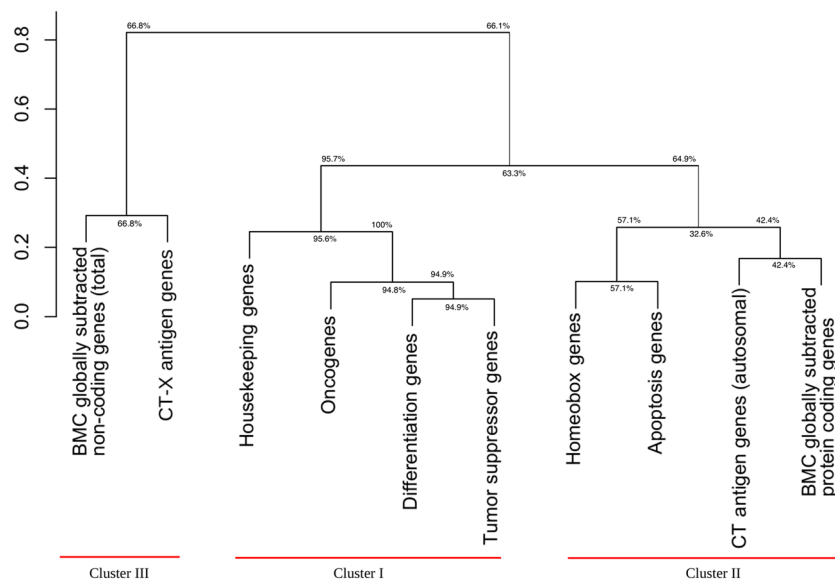 66.8%
66.1%
0.8
0.6
0.4
0.2
0.0
95.7%
64.9%
63.3%
66.8%
95.6%
100%
57.1%
42.4%
32.6%
94.8%
94.9%
94.9%
57.1%
42.4%
BMC globally subtracted
non-coding genes (total)
CT-X antigen genes
Housekeeping genes
Oncogenes
Differentiation genes
Tumor suppressor genes
Homeobox genes
Apoptosis genes
CT antigen genes (autosomal)
BMC globally subtracted
protein coding genes
Cluster III
Cluster I
Cluster II